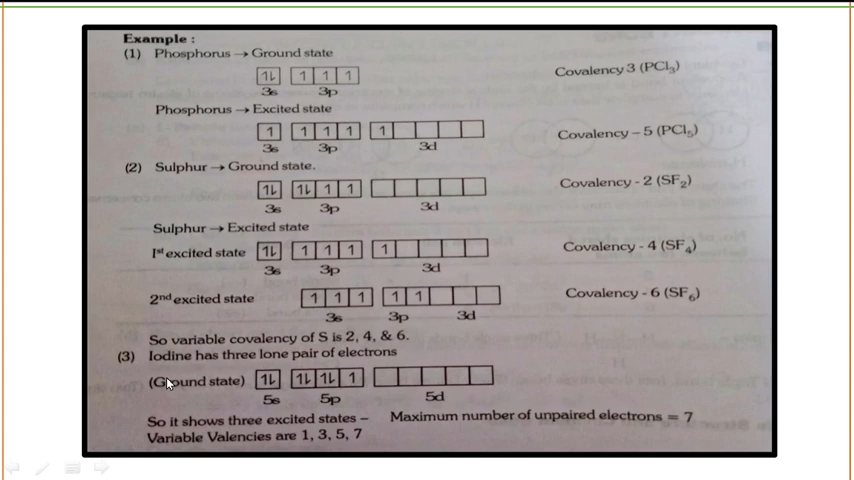 Example :
(1) Phosphorus → Ground state
1⇂ 1 1 1
3s 3p
Covalency 3 (PCl₃)
Phosphorus → Excited state
1 1 1 1 1
3s 3p 3d
Covalency – 5 (PCl₅)
(2) Sulphur → Ground state.
1⇂ 1⇂ 1 1
3s 3p 3d
Covalency - 2 (SF₂)
Sulphur → Excited state
1st excited state 1⇂ 1 1 1 1
3s 3p 3d
Covalency - 4 (SF₄)
2nd excited state 1 1 1 1 1
3s 3p 3d
Covalency - 6 (SF₆)
So variable covalency of S is 2, 4, & 6.
(3) Iodine has three lone pair of electrons
(Ground state) 1⇂ 1⇂ 1⇂ 1
5s 5p 5d
So it shows three excited states – Maximum number of unpaired electrons = 7
Variable Valencies are 1, 3, 5, 7